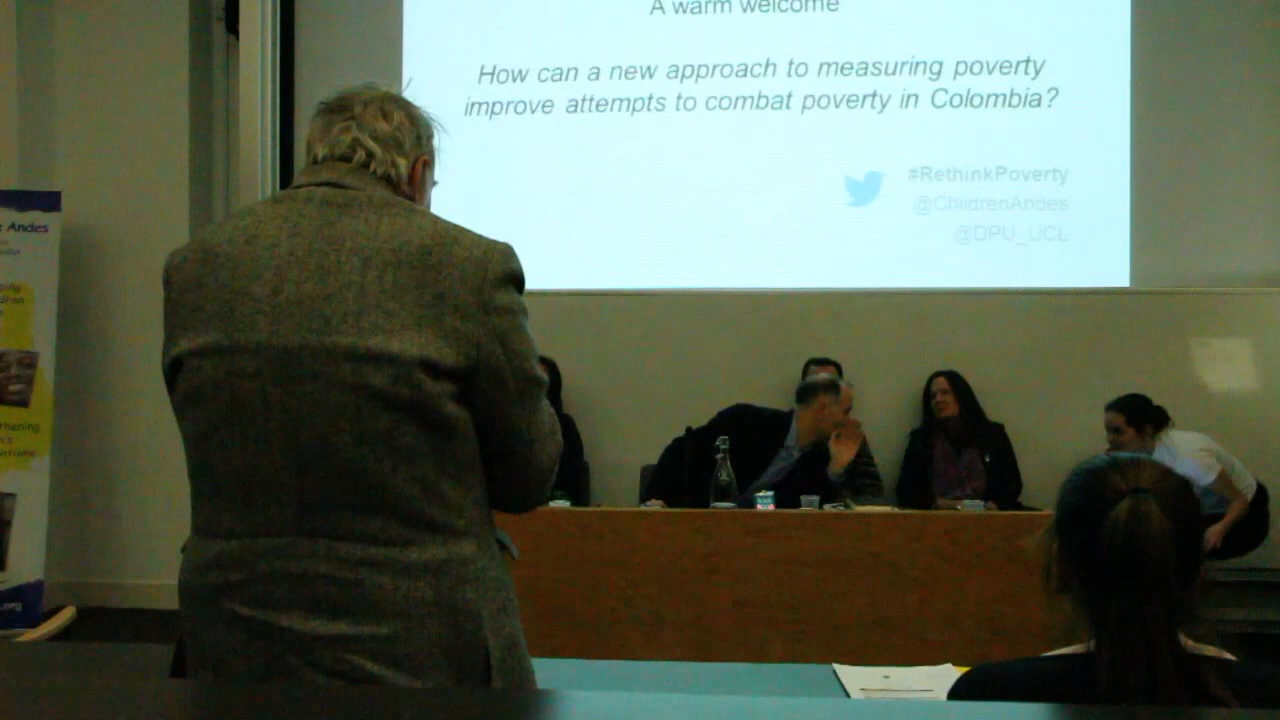 A warm welcome
How can a new approach to measuring poverty
improve attempts to combat poverty in Colombia?
#RethinkPoverty
@ChildrenAndes
@DPU_UCL
Andes
.org